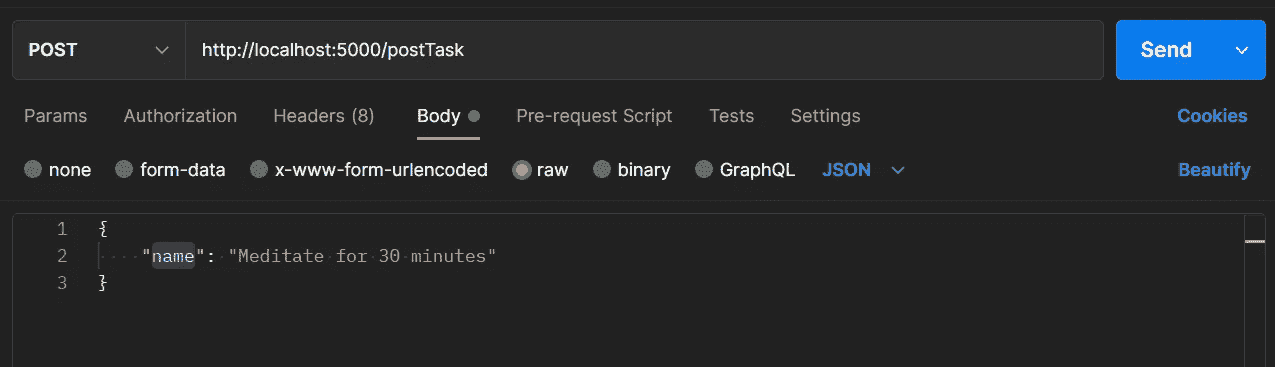 POST http://localhost:5000/postTask Send
Params Authorization Headers (8) Body Pre-request Script Tests Settings Cookies
none form-data x-www-form-urlencoded raw binary GraphQL JSON Beautify
1 {
2 "name": "Meditate for 30 minutes"
3 }